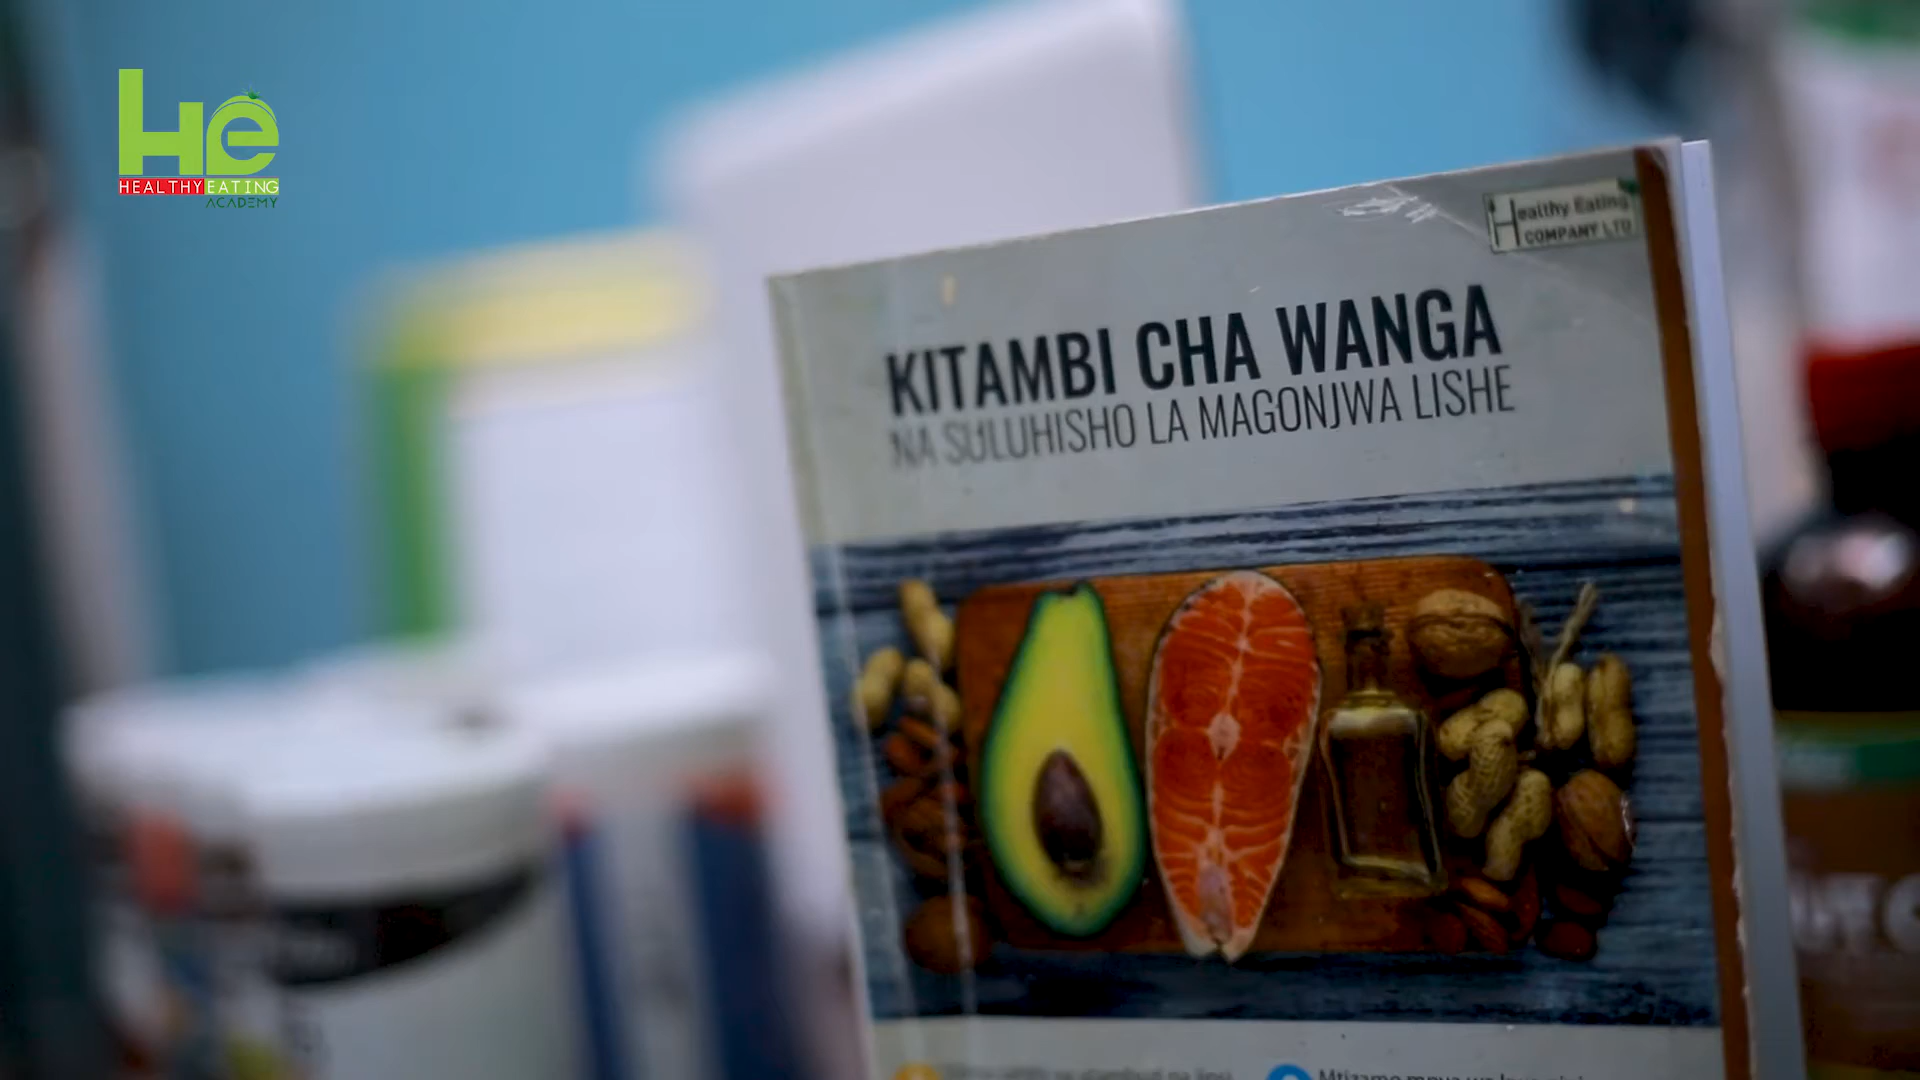 He
HEALTHY EATING
ACADEMY
Healthy Eating
COMPANY LTD
KITAMBI CHA WANGA
NA SULUHISHO LA MAGONJWA LISHE